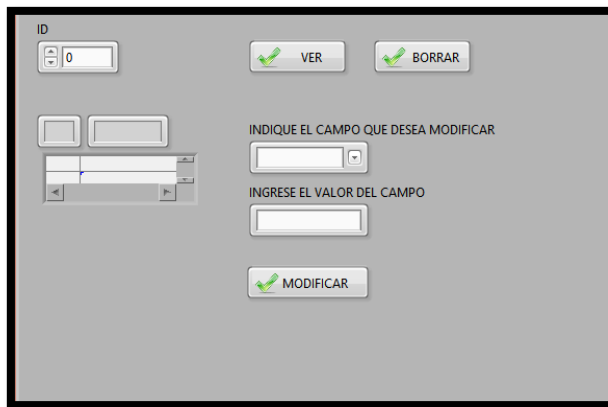 ID
0
VER
BORRAR
INDIQUE EL CAMPO QUE DESEA MODIFICAR
INGRESE EL VALOR DEL CAMPO
MODIFICAR